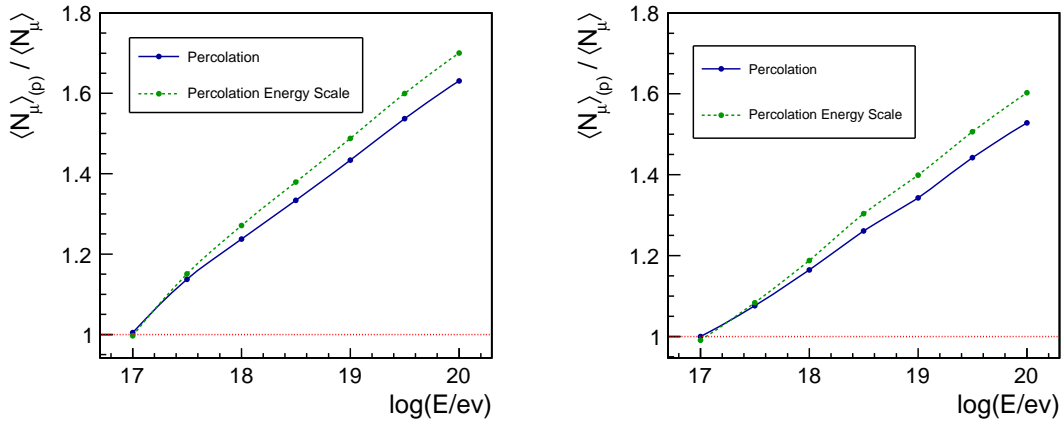 ⟨N_μ⟩_(p) / ⟨N_μ⟩
1.8
1.6
1.4
1.2
1
Percolation
Percolation Energy Scale
17 18 19 20
log(E/ev)
⟨N_μ⟩_(p) / ⟨N_μ⟩
1.8
1.6
1.4
1.2
1
Percolation
Percolation Energy Scale
17 18 19 20
log(E/ev)